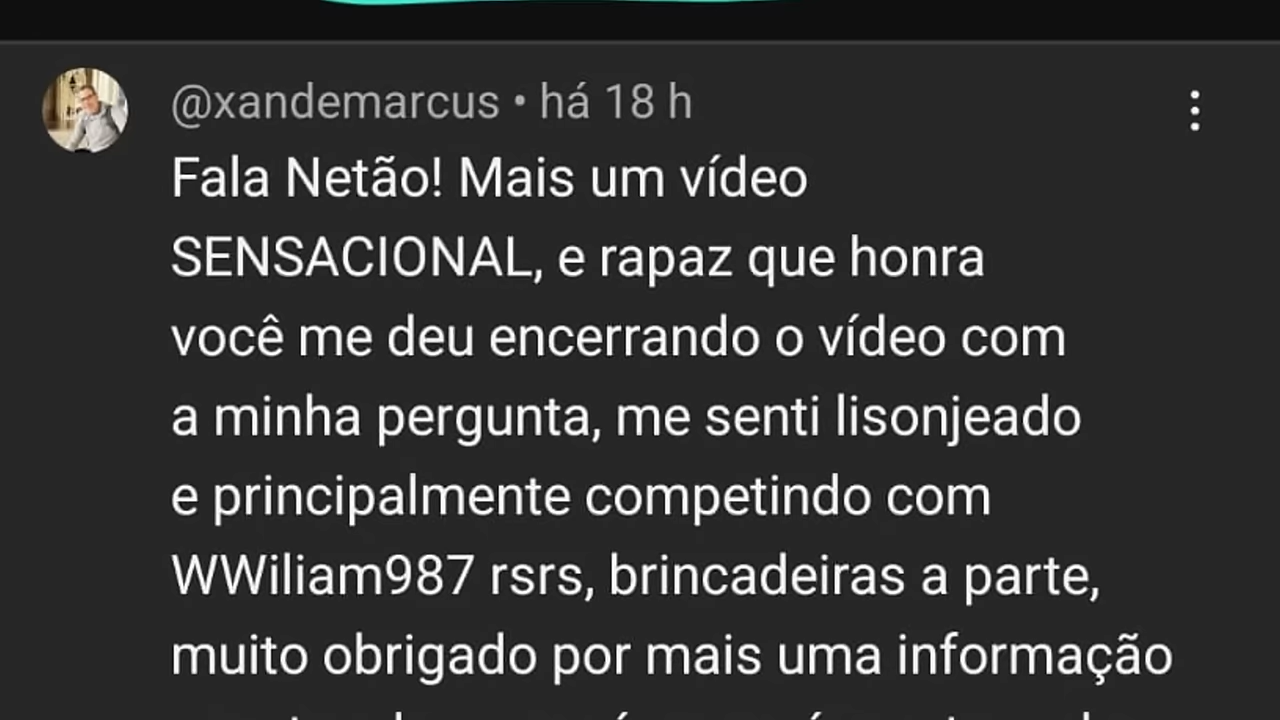 @xandemarcus • há 18 h
Fala Netão! Mais um vídeo
SENSACIONAL, e rapaz que honra
você me deu encerrando o vídeo com
a minha pergunta, me senti lisonjeado
e principalmente competindo com
WWiliam987 rsrs, brincadeiras a parte,
muito obrigado por mais uma informação